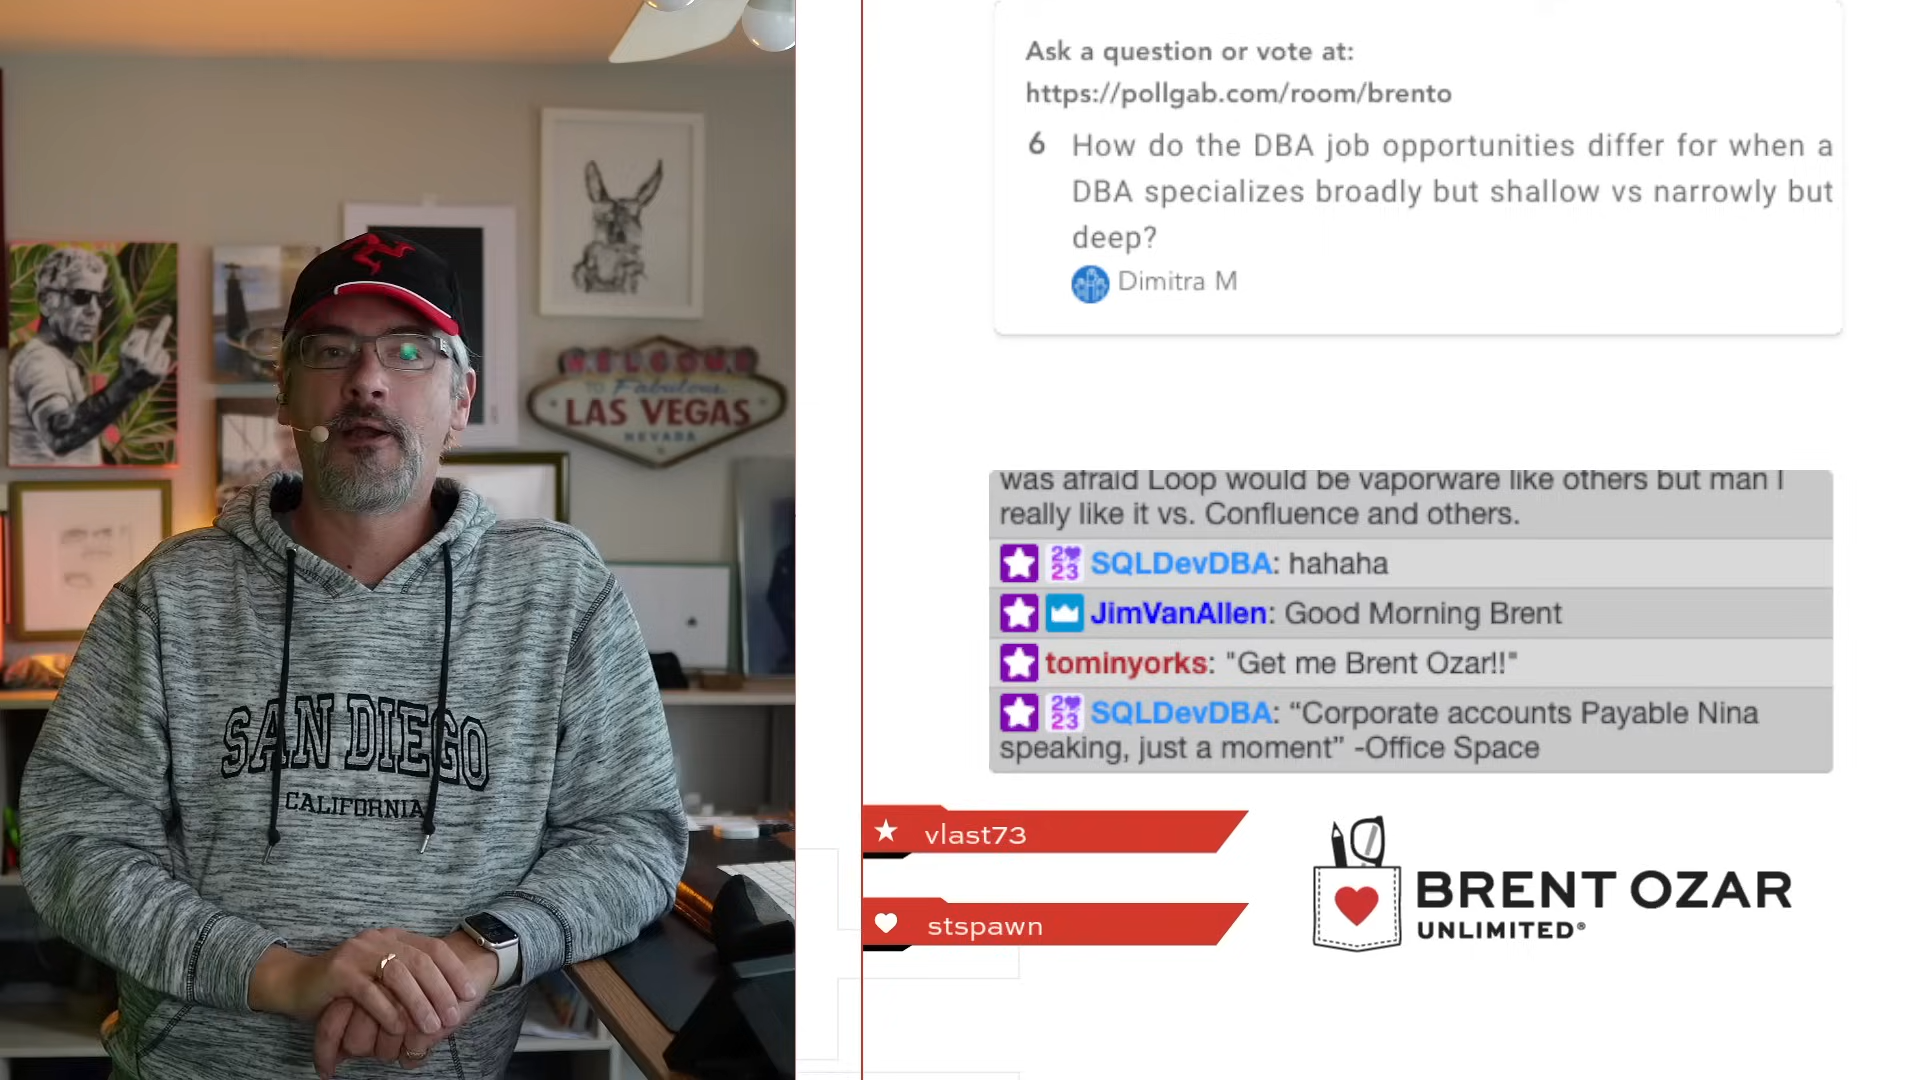 Ask a question or vote at:
https://pollgab.com/room/brento
6 How do the DBA job opportunities differ for when a
DBA specializes broadly but shallow vs narrowly but
deep?
Dimitra M
WELCOME
TO Fabulous
LAS VEGAS
NEVADA
was afraid Loop would be vaporware like others but man I
really like it vs. Confluence and others.
SQLDevDBA: hahaha
JimVanAllen: Good Morning Brent
tominyorks: "Get me Brent Ozar!!"
SQLDevDBA: “Corporate accounts Payable Nina
speaking, just a moment” -Office Space
SAN DIEGO
CALIFORNIA
vlast73
stspawn
BRENT OZAR
UNLIMITED®